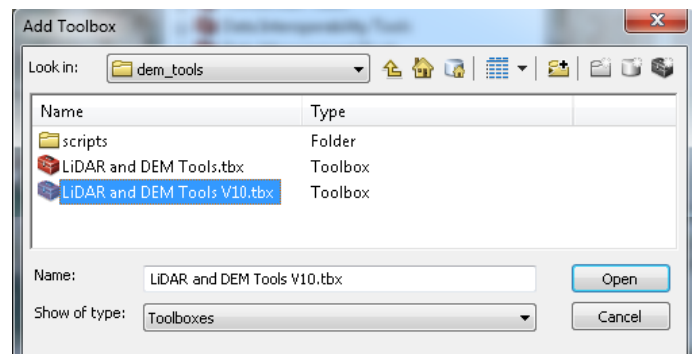 Add Toolbox
Look in: dem_tools
Name Type
scripts Folder
LiDAR and DEM Tools.tbx Toolbox
LiDAR and DEM Tools V10.tbx Toolbox
Name: LiDAR and DEM Tools V10.tbx Open
Show of type: Toolboxes Cancel